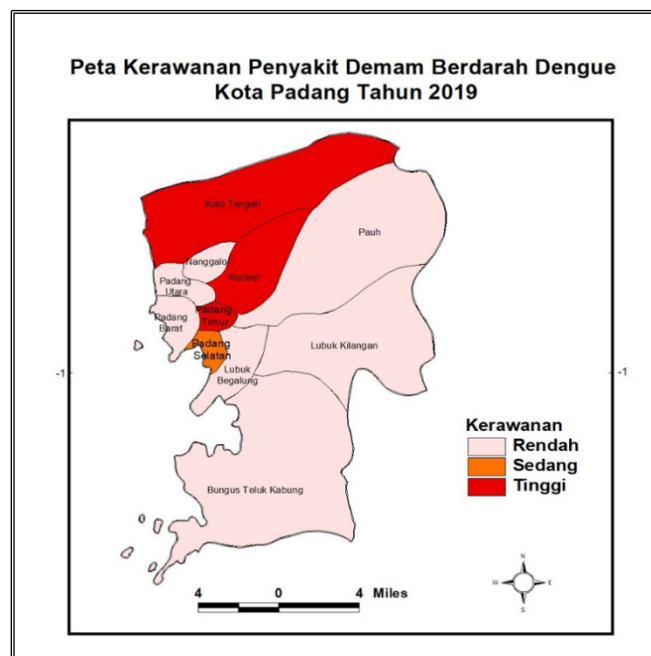 Peta Kerawanan Penyakit Demam Berdarah Dengue
Kota Padang Tahun 2019
Koto Tengah
Pauh
Nanggalo
Kuranji
Padang
Utara
Padang
Timur
Padang
Barat
Padang
Selatan
Lubuk Kilangan
Lubuk
Begalung
-1
-1
Kerawanan
Rendah
Sedang
Tinggi
Bungus Teluk Kabung
N
W E
S
4 0 4 Miles